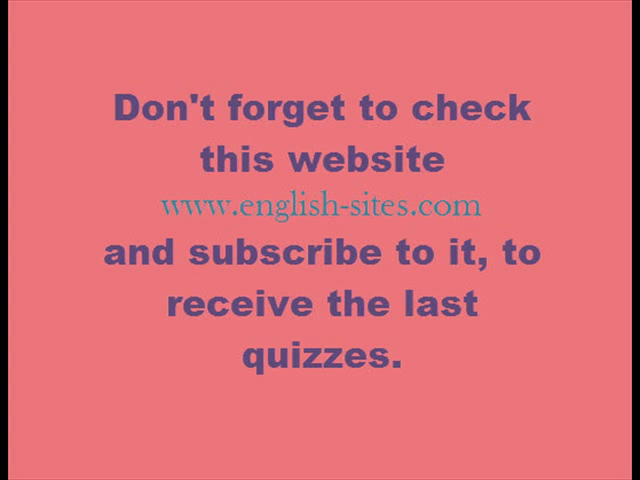 Don't forget to check
this website
www.english-sites.com
and subscribe to it, to
receive the last
quizzes.